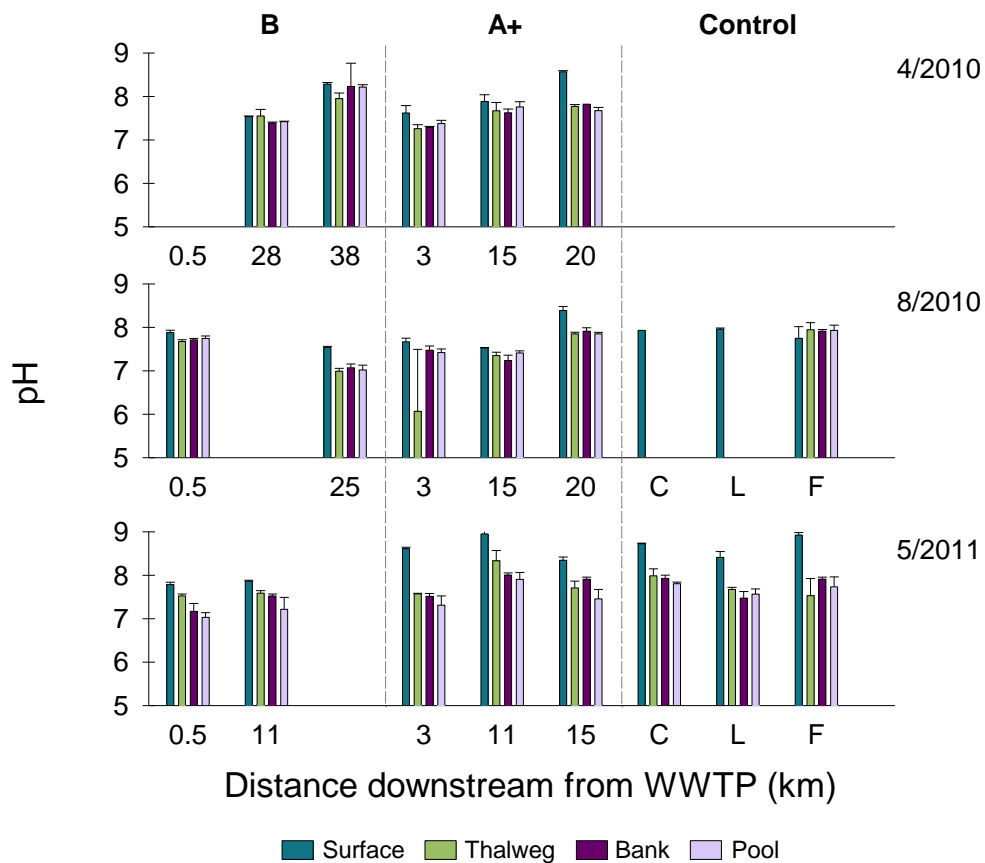 B A+ Control
9 4/2010
8
7
6
5
0.5 28 38 3 15 20
9 8/2010
8
7
6
5
0.5 25 3 15 20 C L F
9 5/2011
8
7
6
5
0.5 11 3 11 15 C L F
pH
Distance downstream from WWTP (km)
Surface Thalweg Bank Pool